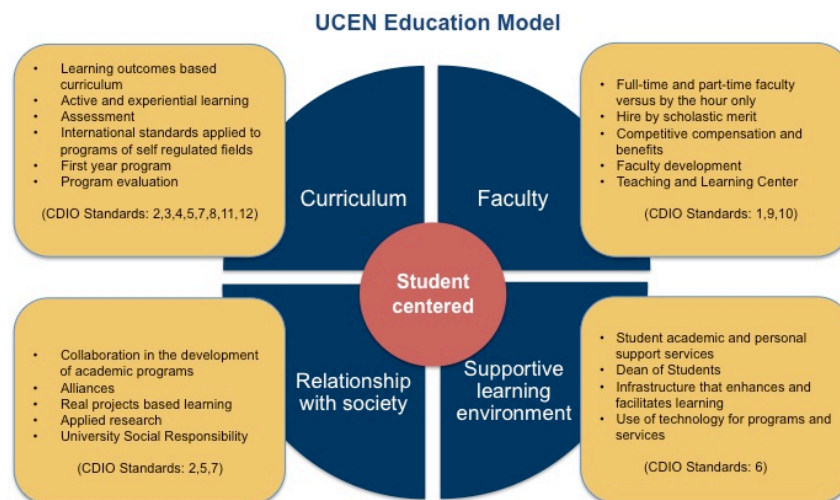 UCEN Education Model
• Learning outcomes based
curriculum
• Active and experiential learning
• Assessment
• International standards applied to
programs of self regulated fields
• First year program
• Program evaluation
(CDIO Standards: 2,3,4,5,7,8,11,12)
• Full-time and part-time faculty
versus by the hour only
• Hire by scholastic merit
• Competitive compensation and
benefits
• Faculty development
• Teaching and Learning Center
(CDIO Standards: 1,9,10)
Curriculum
Faculty
Student
centered
Relationship
with society
Supportive
learning
environment
• Collaboration in the development
of academic programs
• Alliances
• Real projects based learning
• Applied research
• University Social Responsibility
(CDIO Standards: 2,5,7)
• Student academic and personal
support services
• Dean of Students
• Infrastructure that enhances and
facilitates learning
• Use of technology for programs and
services
(CDIO Standards: 6)